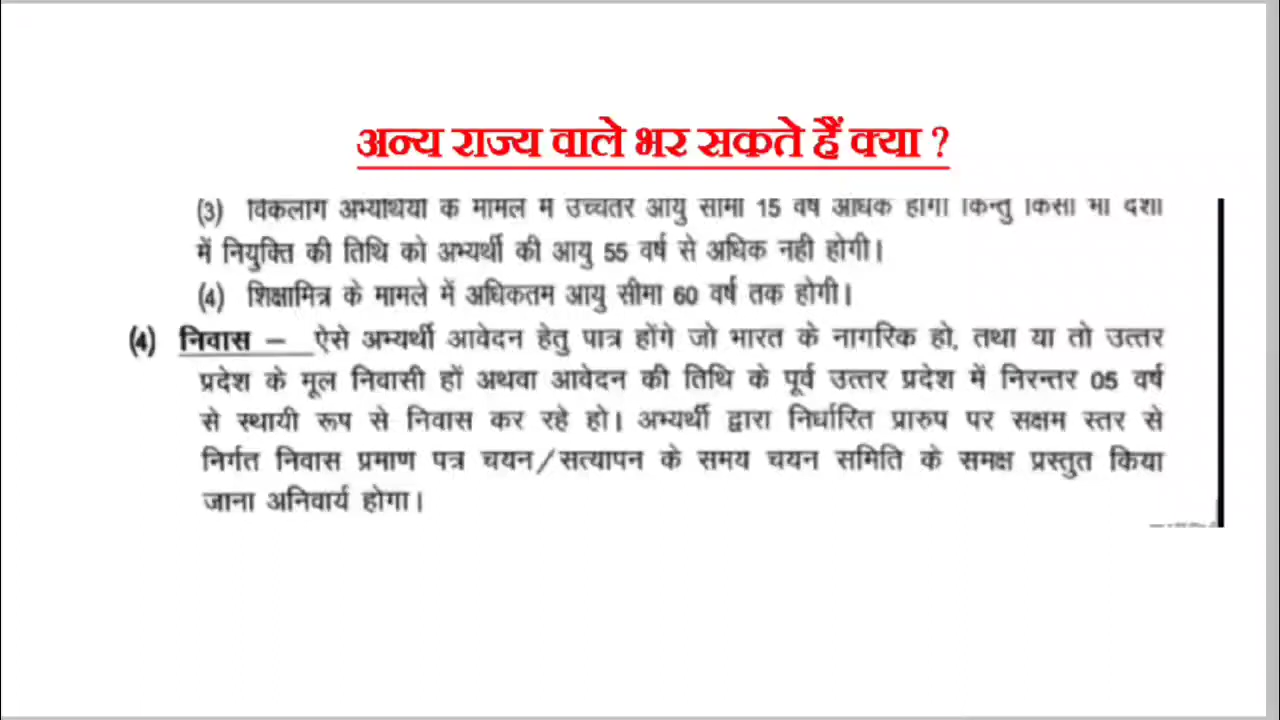 अन्य राज्य वाले भर सकते हैं क्या ?
(3) विकलांग अभ्यर्थियों के मामले में उच्चतर आयु सीमा 15 वर्ष अधिक होगी किन्तु किसी भी दशा
में नियुक्ति की तिथि को अभ्यर्थी की आयु 55 वर्ष से अधिक नही होगी।
(4) शिक्षामित्र के मामले में अधिकतम आयु सीमा 60 वर्ष तक होगी।
(4) निवास – ऐसे अभ्यर्थी आवेदन हेतु पात्र होंगे जो भारत के नागरिक हो, तथा या तो उत्तर
प्रदेश के मूल निवासी हों अथवा आवेदन की तिथि के पूर्व उत्तर प्रदेश में निरन्तर 05 वर्ष
से स्थायी रूप से निवास कर रहे हो। अभ्यर्थी द्वारा निर्धारित प्रारुप पर सक्षम स्तर से
निर्गत निवास प्रमाण पत्र चयन/सत्यापन के समय चयन समिति के समक्ष प्रस्तुत किया
जाना अनिवार्य होगा।